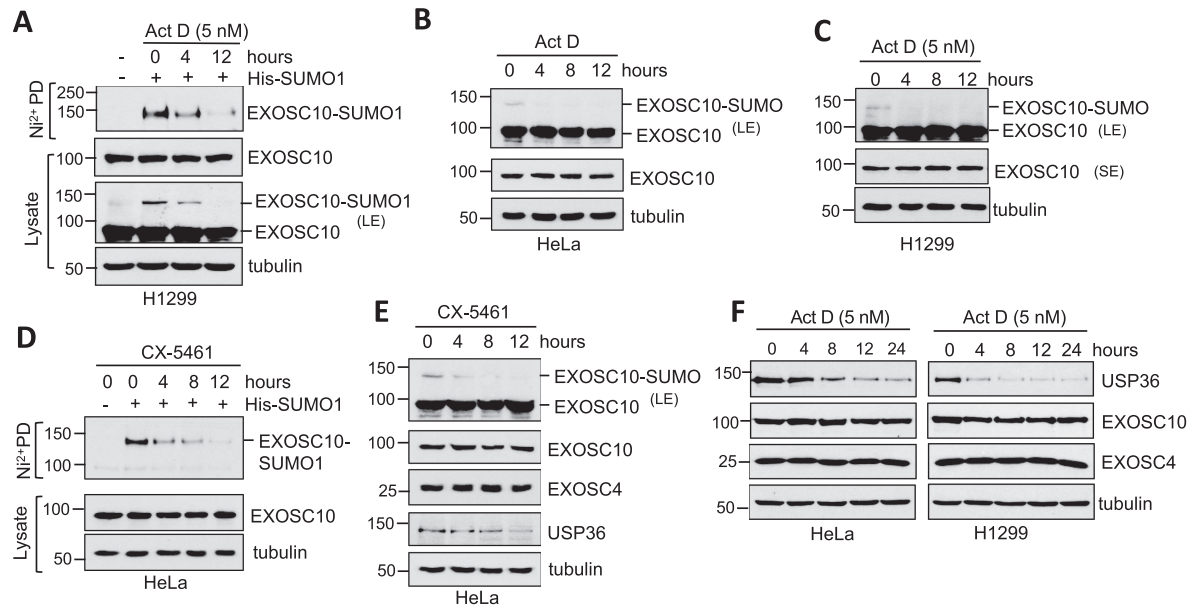 A
Act D (5 nM)
- 0 4 12 hours
- + + + His-SUMO1
Ni²⁺ PD
250
150
EXOSC10-SUMO1
Lysate
100
EXOSC10
150
EXOSC10-SUMO1
(LE)
100
EXOSC10
50
tubulin
H1299
B
Act D
0 4 8 12 hours
150
EXOSC10-SUMO
100
EXOSC10 (LE)
100
EXOSC10
50
tubulin
HeLa
C
Act D (5 nM)
0 4 8 12 hours
150
EXOSC10-SUMO
100
EXOSC10 (LE)
100
EXOSC10 (SE)
50
tubulin
H1299
D
CX-5461
0 0 4 8 12 hours
- + + + + His-SUMO1
Ni²⁺PD
150
EXOSC10-
SUMO1
100
Lysate
100
EXOSC10
50
tubulin
HeLa
E
CX-5461
0 4 8 12 hours
150
EXOSC10-SUMO
100
EXOSC10 (LE)
100
EXOSC10
25
EXOSC4
150
USP36
50
tubulin
HeLa
F
Act D (5 nM) Act D (5 nM)
0 4 8 12 24 0 4 8 12 24 hours
150
USP36
100
EXOSC10
25
EXOSC4
50
tubulin
HeLa H1299